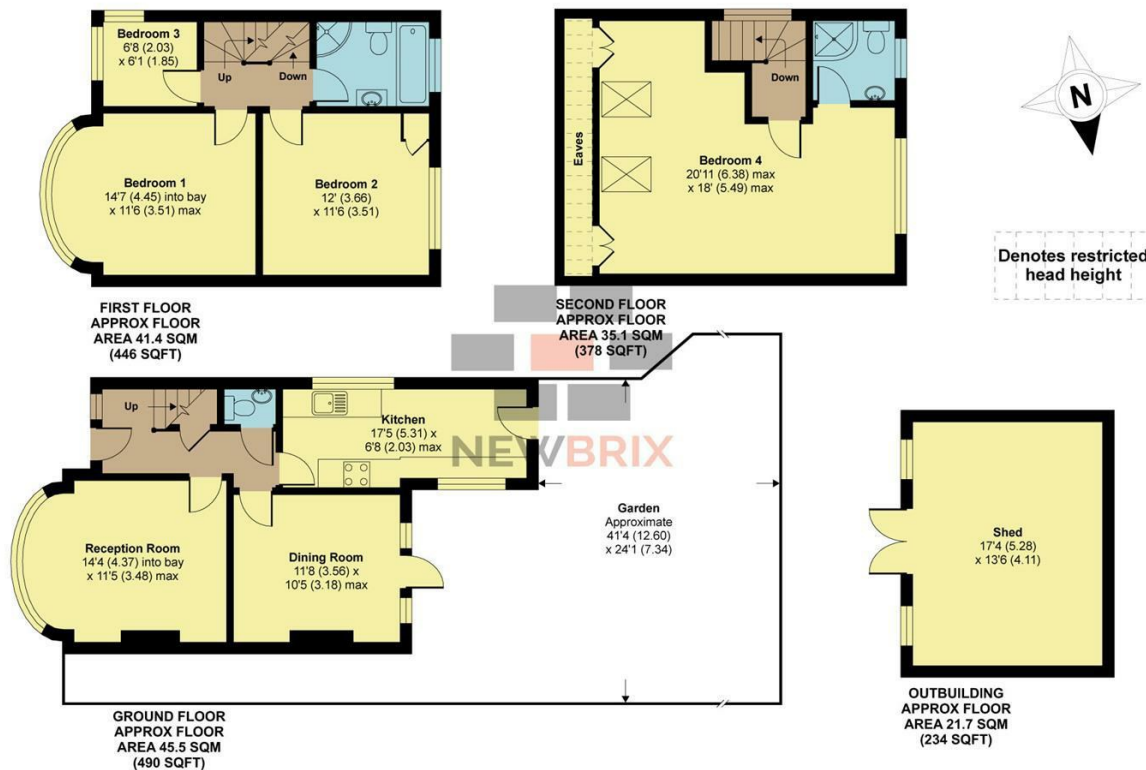 Bedroom 3
6'8 (2.03)
x 6'1 (1.85)
Up
Down
Bedroom 1
14'7 (4.45) into bay
x 11'6 (3.51) max
Bedroom 2
12' (3.66)
x 11'6 (3.51)
FIRST FLOOR
APPROX FLOOR
AREA 41.4 SQM
(446 SQFT)
Eaves
Down
Bedroom 4
20'11 (6.38) max
x 18' (5.49) max
SECOND FLOOR
APPROX FLOOR
AREA 35.1 SQM
(378 SQFT)
N
Denotes restricted
head height
Up
Kitchen
17'5 (5.31) x
6'8 (2.03) max
NEWBRIX
Reception Room
14'4 (4.37) into bay
x 11'5 (3.48) max
Dining Room
11'8 (3.56) x
10'5 (3.18) max
Garden
Approximate
41'4 (12.60)
x 24'1 (7.34)
GROUND FLOOR
APPROX FLOOR
AREA 45.5 SQM
(490 SQFT)
Shed
17'4 (5.28)
x 13'6 (4.11)
OUTBUILDING
APPROX FLOOR
AREA 21.7 SQM
(234 SQFT)